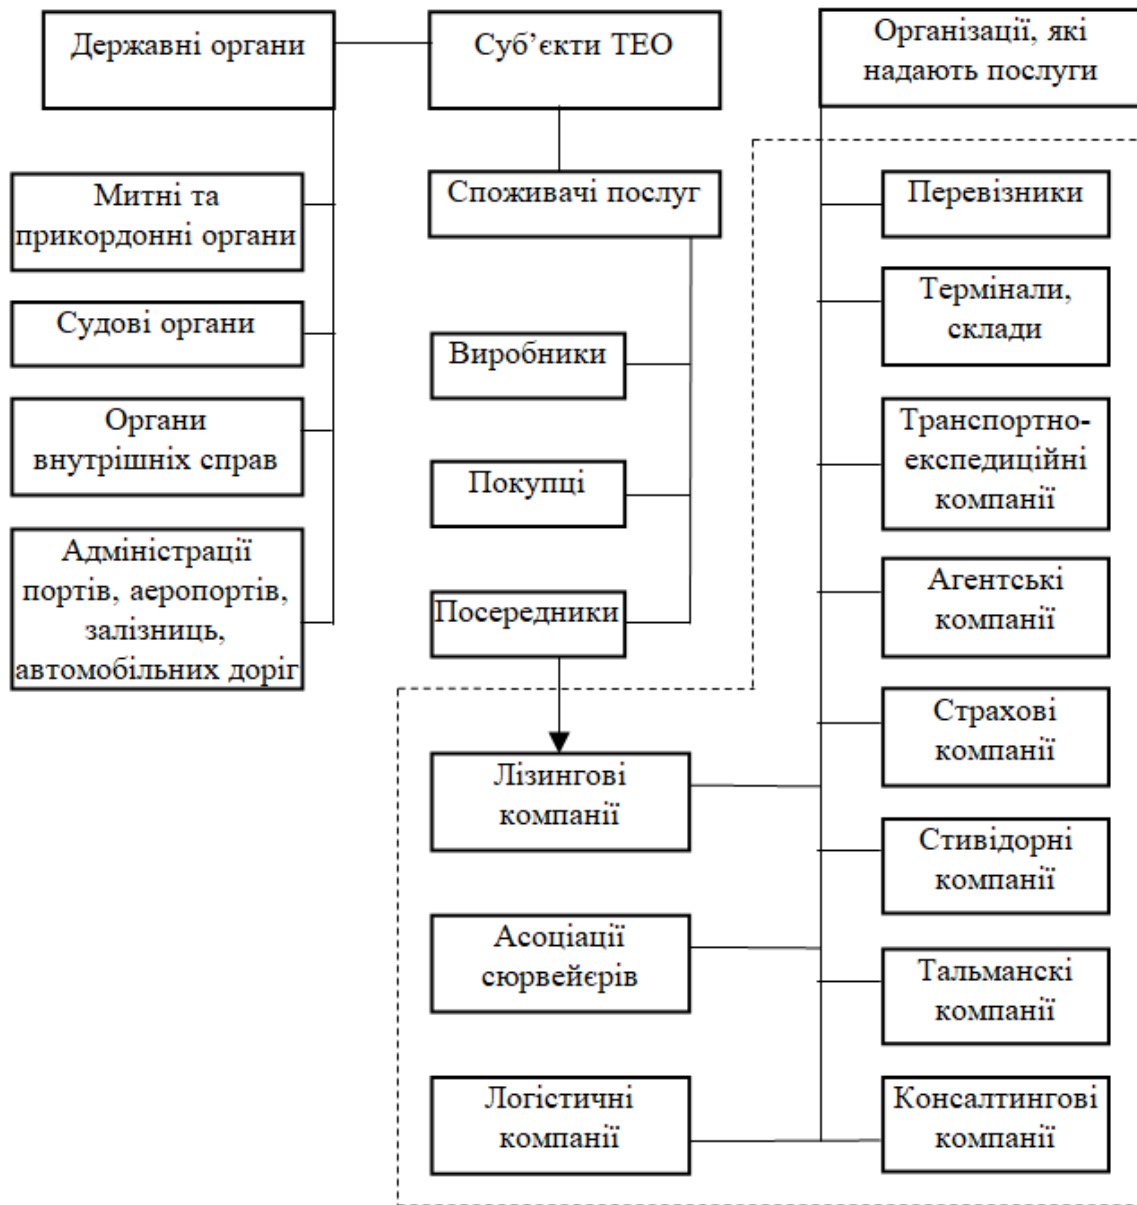 Державні органи
Суб’єкти ТЕО
Організації, які
надають послуги
Митні та
прикордонні органи
Судові органи
Органи
внутрішніх справ
Адміністрації
портів, аеропортів,
залізниць,
автомобільних доріг
Споживачі послуг
Виробники
Покупці
Посередники
Лізингові
компанії
Асоціації
сюрвейєрів
Логістичні
компанії
Перевізники
Термінали,
склади
Транспортно-
експедиційні
компанії
Агентські
компанії
Страхові
компанії
Стивідорні
компанії
Тальманскі
компанії
Консалтингові
компанії